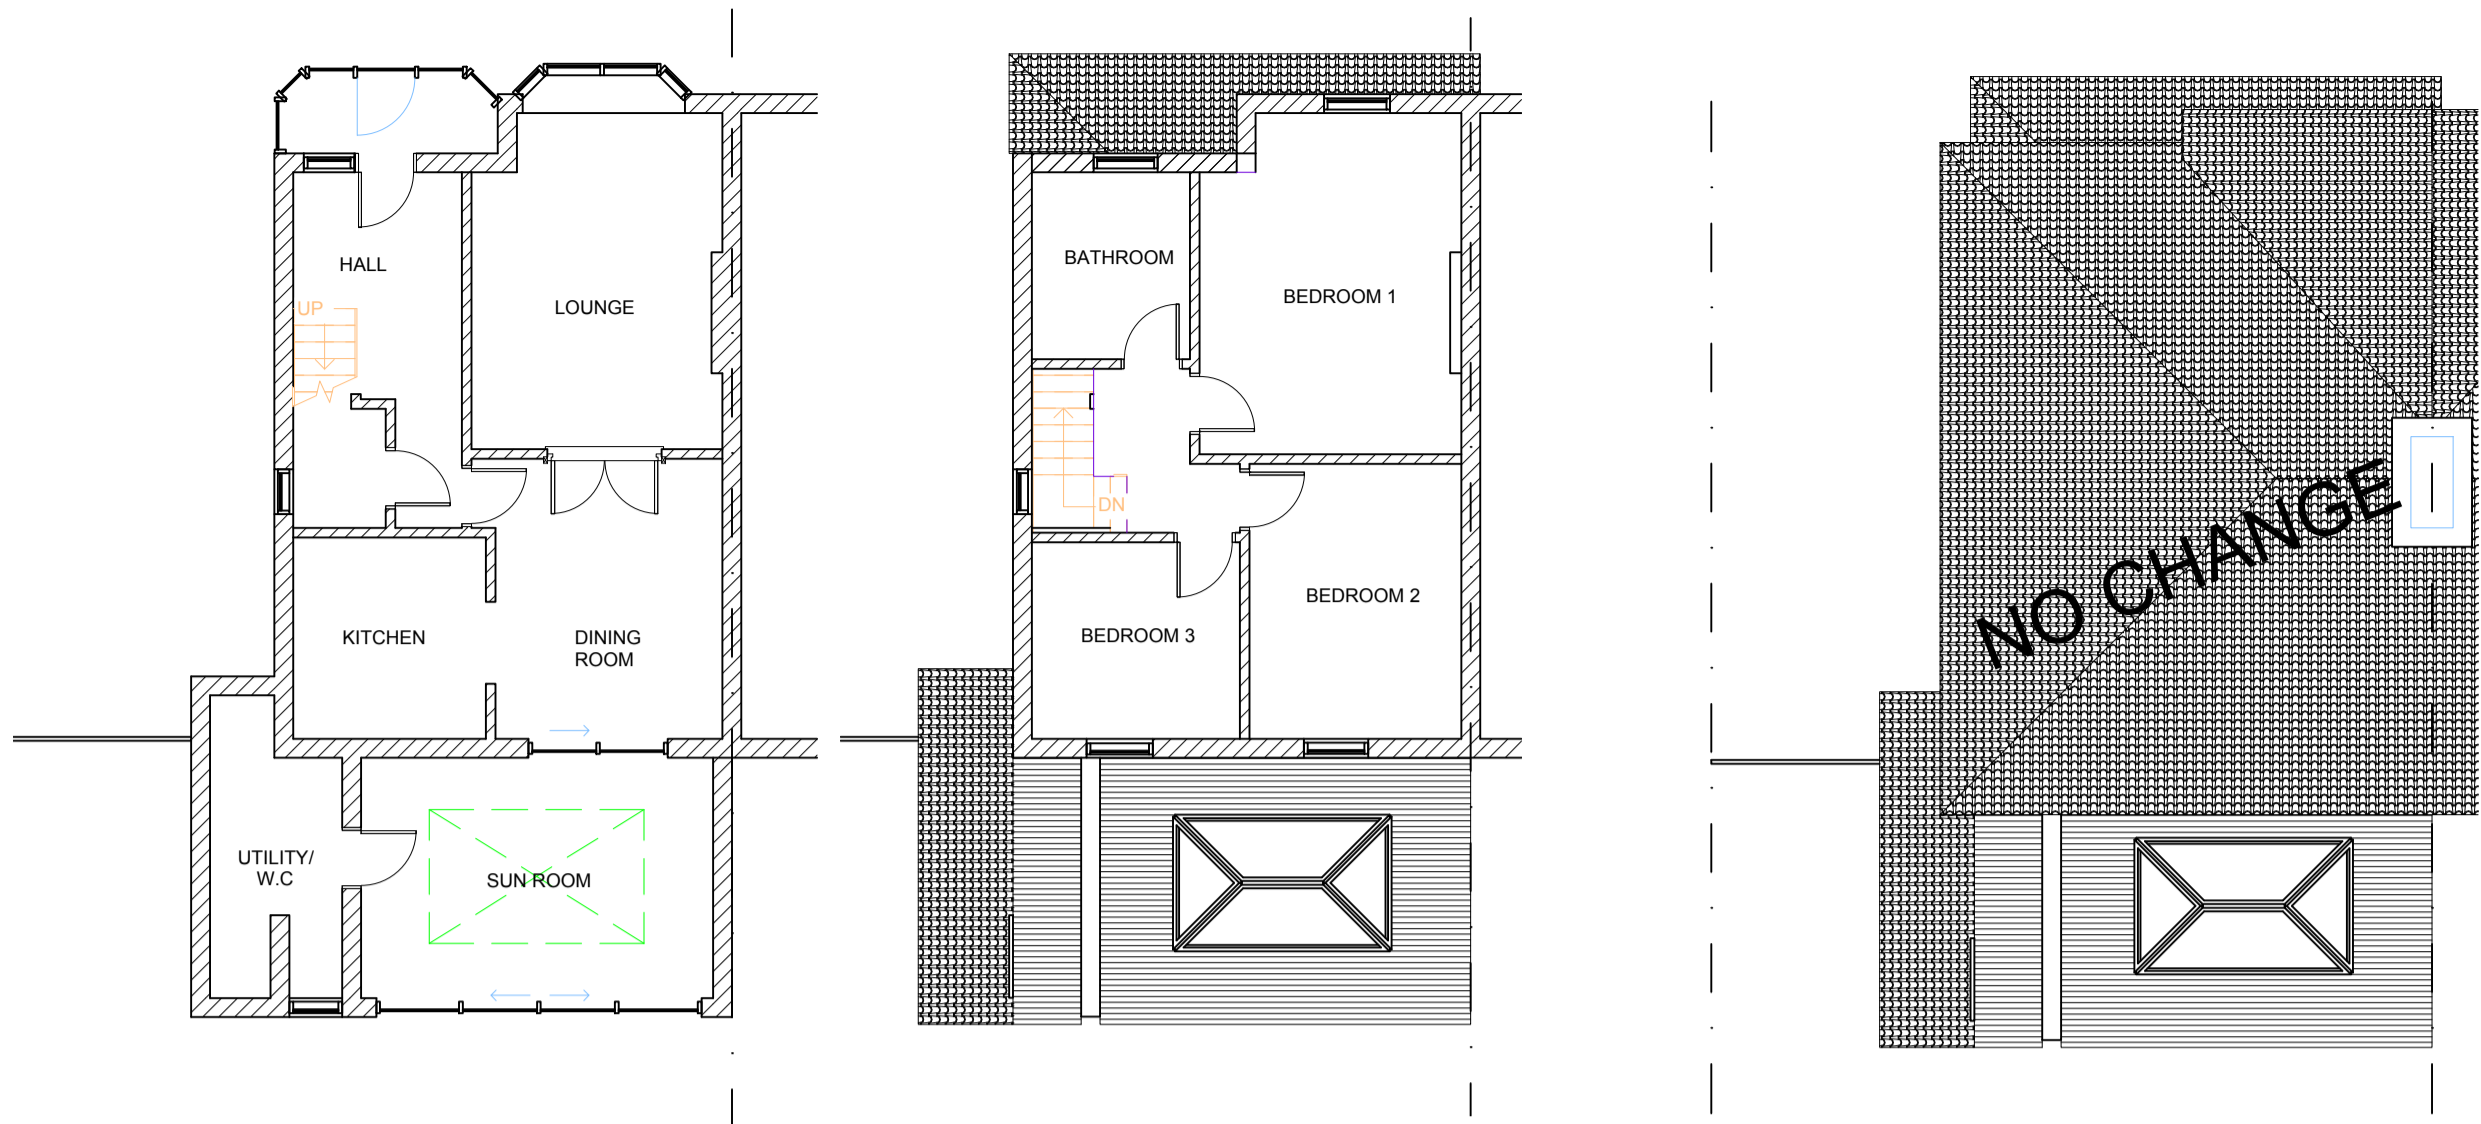 HALL
UP
LOUNGE
KITCHEN
DINING
ROOM
UTILITY/
W.C
SUN ROOM
BATHROOM
BEDROOM 1
DN
BEDROOM 2
BEDROOM 3
NO CHANGE